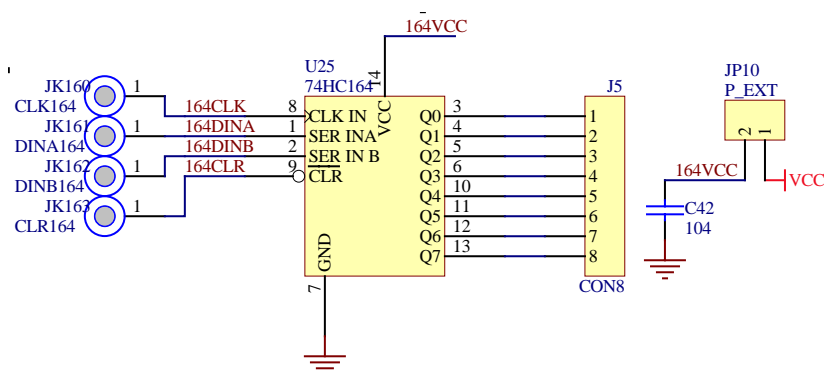 164VCC
U25
74HC164
14
VCC
JK160 1
CLK164
164CLK 8 CLK IN
JK161 1
DINA164
164DINA 1 SER INA
JK162 1
DINB164
164DINB 2 SER IN B
JK163 1
CLR164
164CLR 9 CLR
GND
7
Q0 3
Q1 4
Q2 5
Q3 6
Q4 10
Q5 11
Q6 12
Q7 13
J5
1
2
3
4
5
6
7
8
CON8
JP10
P_EXT
2 1
164VCC
VCC
C42
104